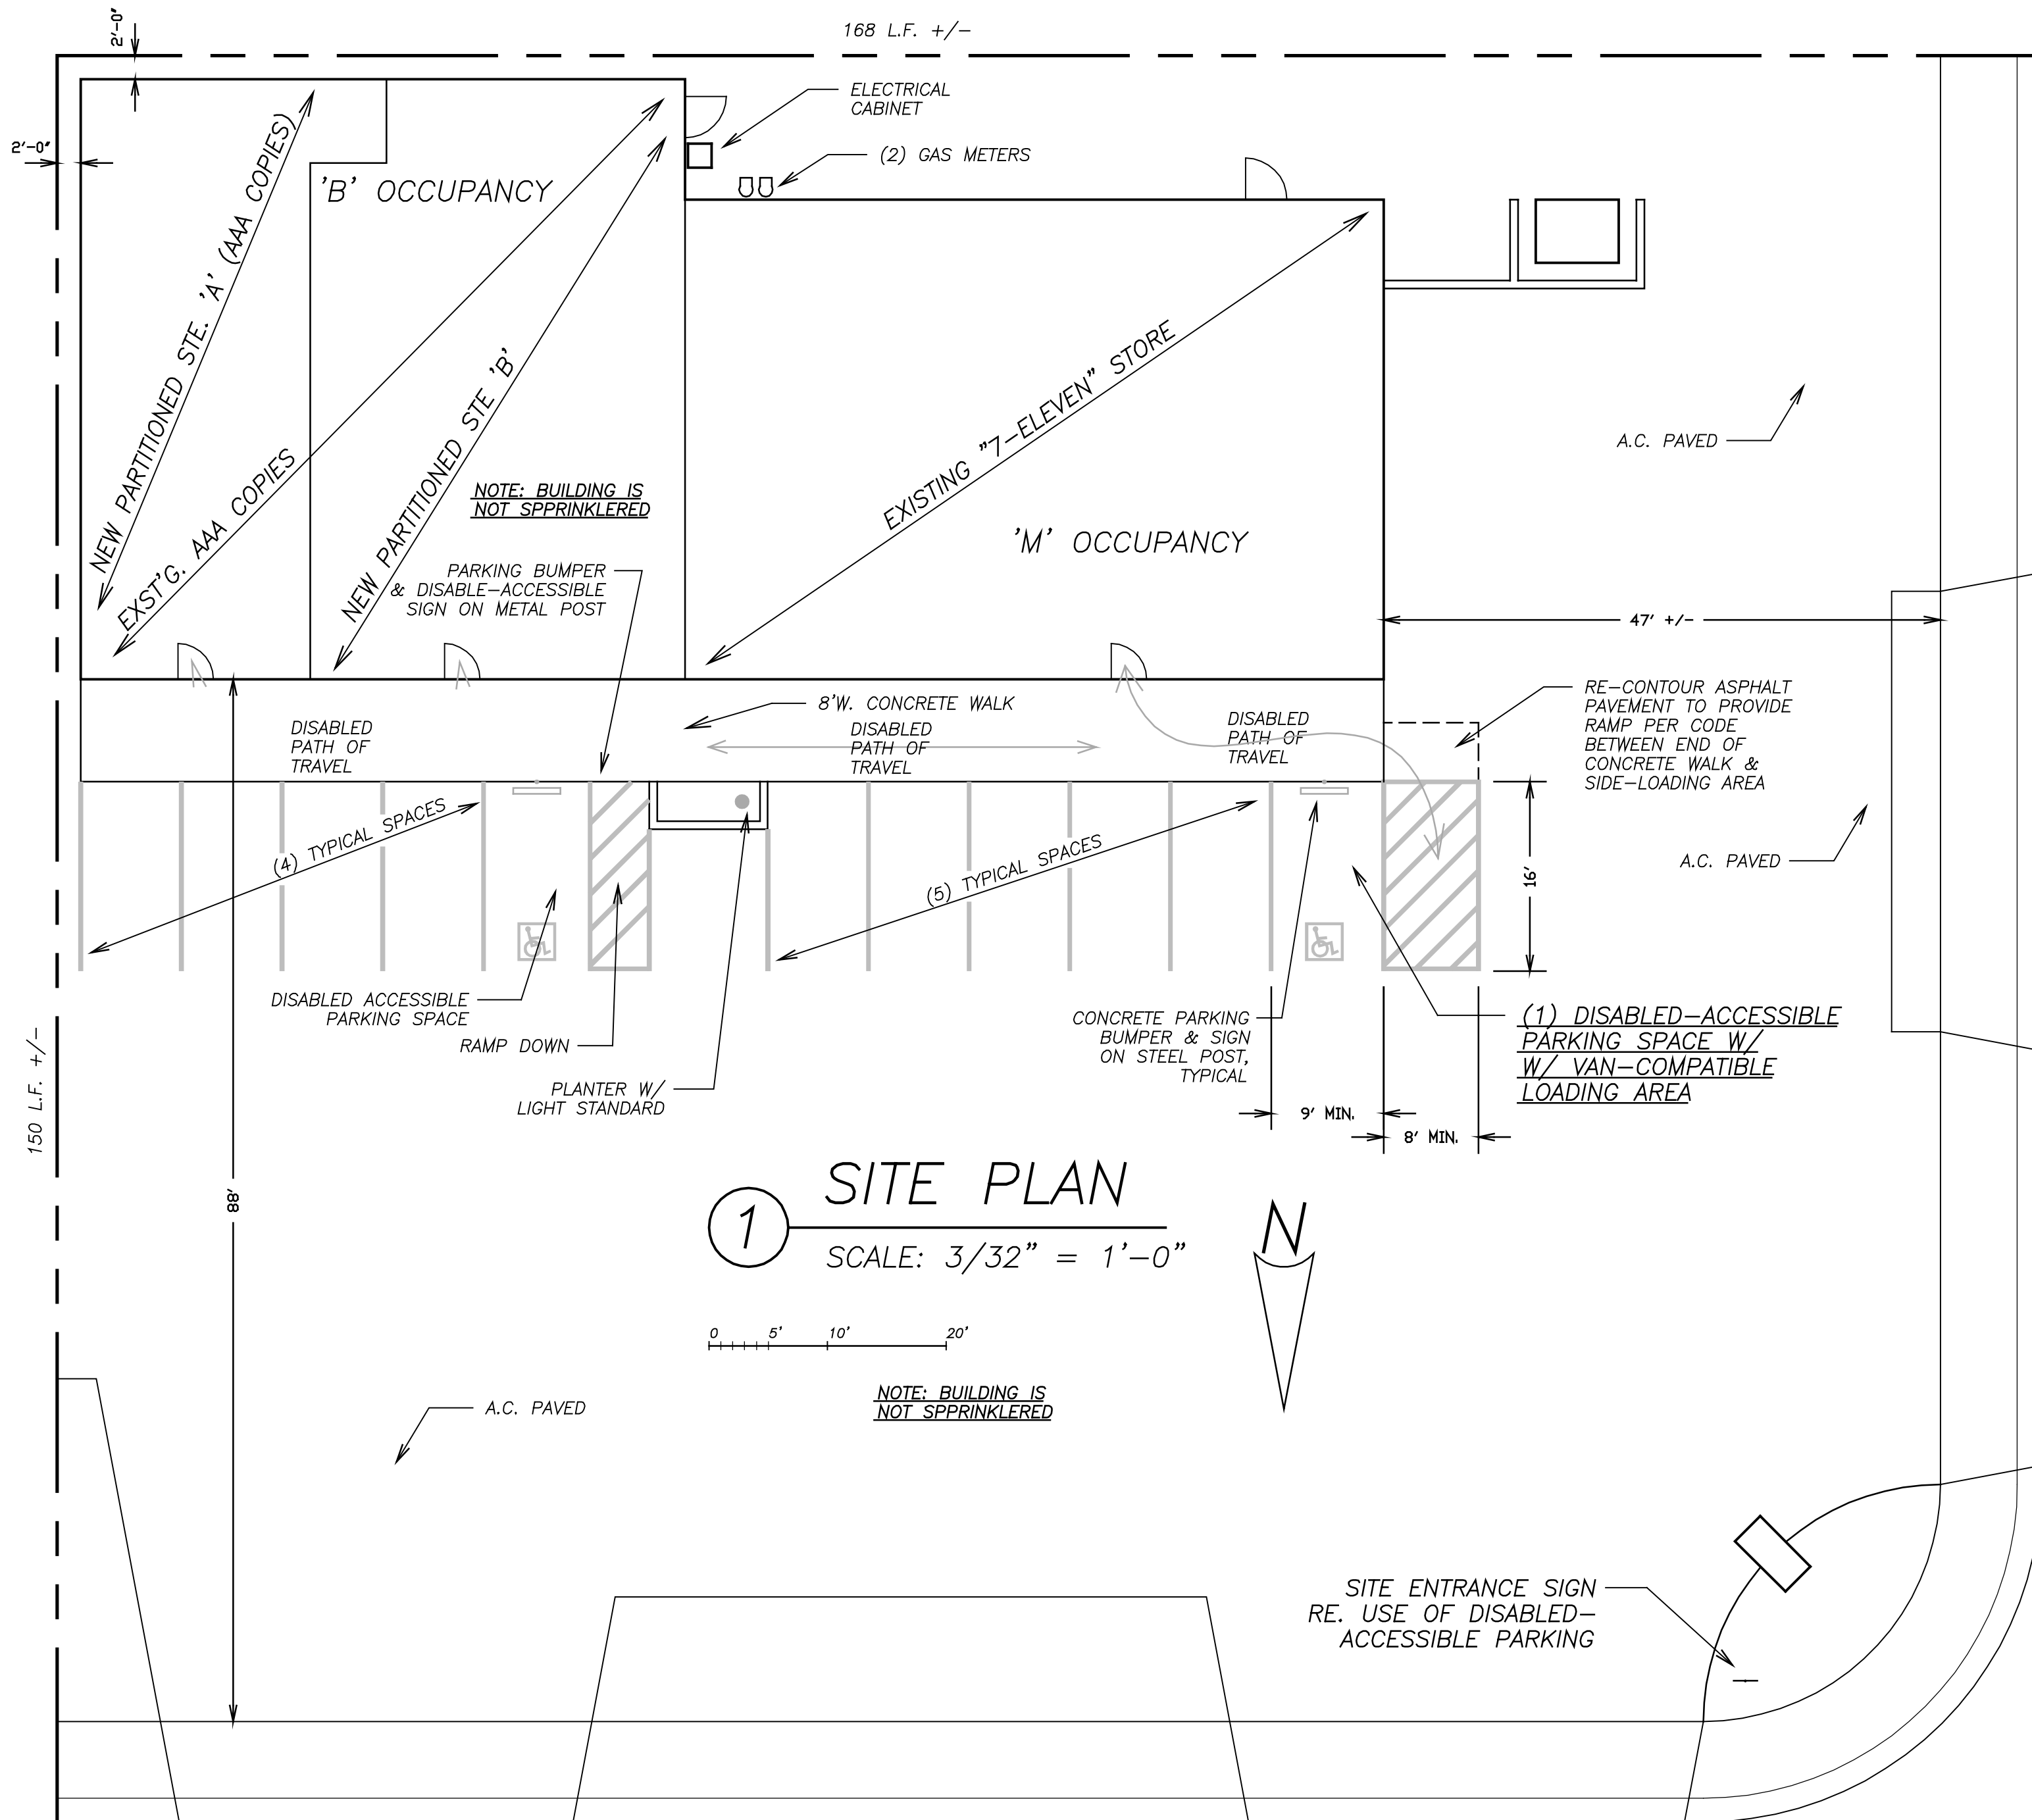 168 L.F. +/-
2'-0"
ELECTRICAL
CABINET
2'-0"
(2) GAS METERS
'B' OCCUPANCY
NEW PARTITIONED STE. 'A' (AAA COPIES)
EXST'G. AAA COPIES
NEW PARTITIONED STE 'B'
EXISTING "7-ELEVEN" STORE
A.C. PAVED
NOTE: BUILDING IS
NOT SPPRINKLERED
'M' OCCUPANCY
PARKING BUMPER
& DISABLE-ACCESSIBLE
SIGN ON METAL POST
47' +/-
RE-CONTOUR ASPHALT
PAVEMENT TO PROVIDE
RAMP PER CODE
BETWEEN END OF
CONCRETE WALK &
SIDE-LOADING AREA
8'W. CONCRETE WALK
DISABLED
PATH OF
TRAVEL
DISABLED
PATH OF
TRAVEL
DISABLED
PATH OF
TRAVEL
(4) TYPICAL SPACES
(5) TYPICAL SPACES
16'
A.C. PAVED
DISABLED ACCESSIBLE
PARKING SPACE
RAMP DOWN
PLANTER W/
LIGHT STANDARD
CONCRETE PARKING
BUMPER & SIGN
ON STEEL POST,
TYPICAL
(1) DISABLED-ACCESSIBLE
PARKING SPACE W/
W/ VAN-COMPATIBLE
LOADING AREA
9' MIN.
8' MIN.
150 L.F. +/-
88'
1
SITE PLAN
SCALE: 3/32" = 1'-0"
N
0 5' 10' 20'
NOTE: BUILDING IS
NOT SPPRINKLERED
A.C. PAVED
SITE ENTRANCE SIGN
RE. USE OF DISABLED-
ACCESSIBLE PARKING